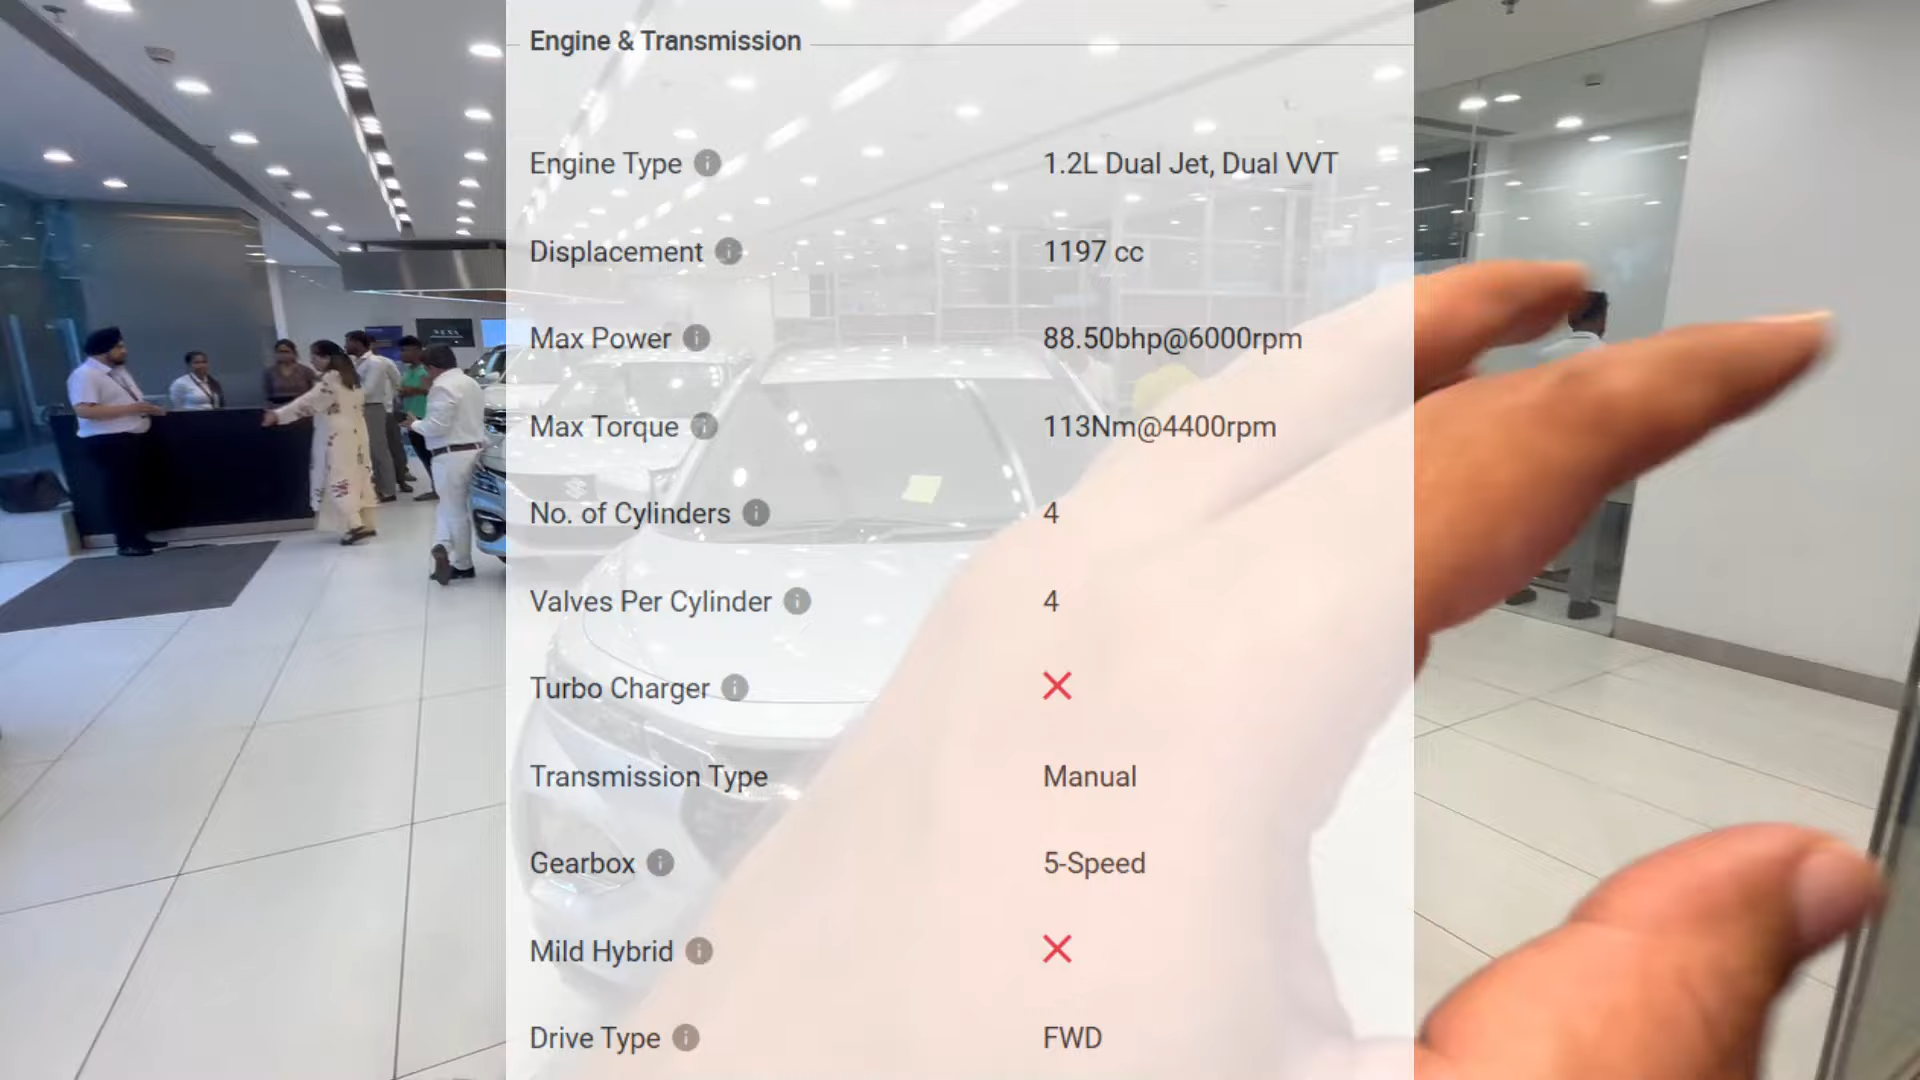 Engine & Transmission
Engine Type 1.2L Dual Jet, Dual VVT
Displacement 1197 cc
Max Power 88.50bhp@6000rpm
Max Torque 113Nm@4400rpm
No. of Cylinders 4
Valves Per Cylinder 4
Turbo Charger
Transmission Type Manual
Gearbox 5-Speed
Mild Hybrid
Drive Type FWD